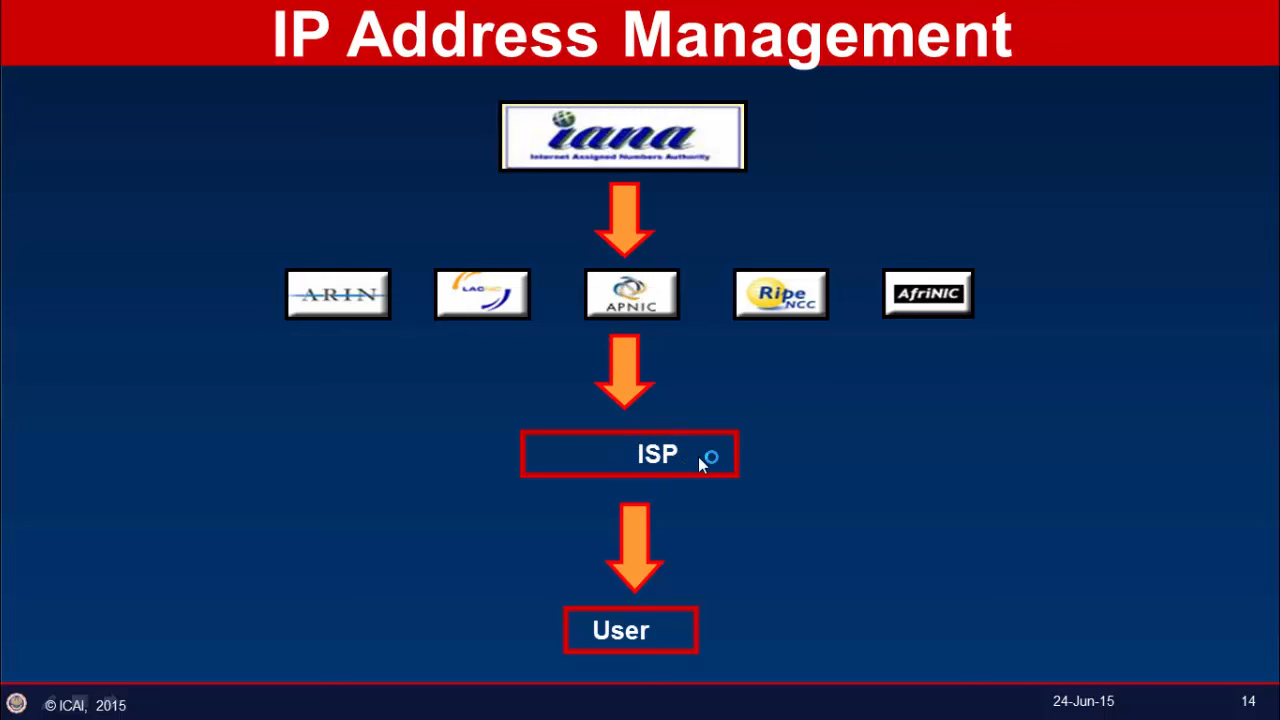 IP Address Management
iana
Internet Assigned Numbers Authority
ARIN
LACNIC
APNIC
Ripe
NCC
AfriNIC
ISP
User
© ICAI, 2015
24-Jun-15
14